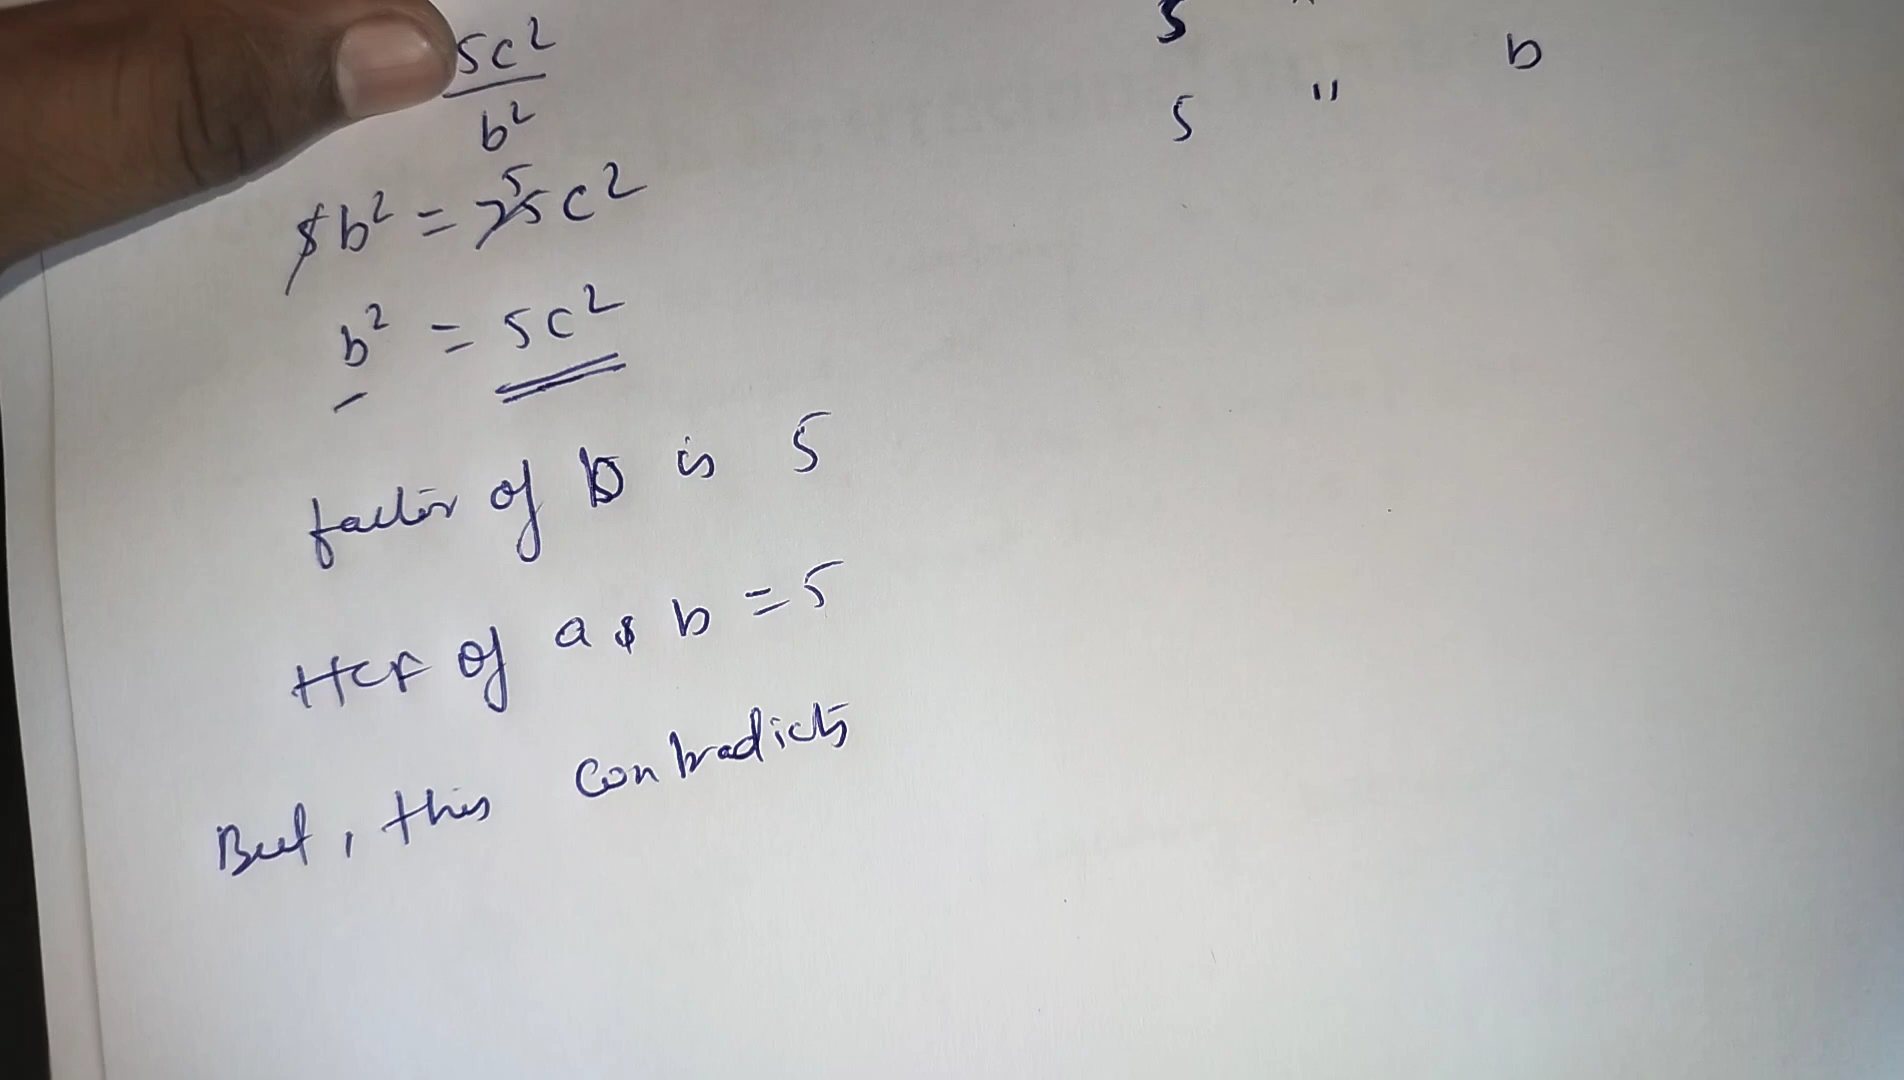 5c²
b²
5 " b
5b² = 25c² 5
b² = 5c²
factor of b is 5
HCF of a & b = 5
But, this contradicts